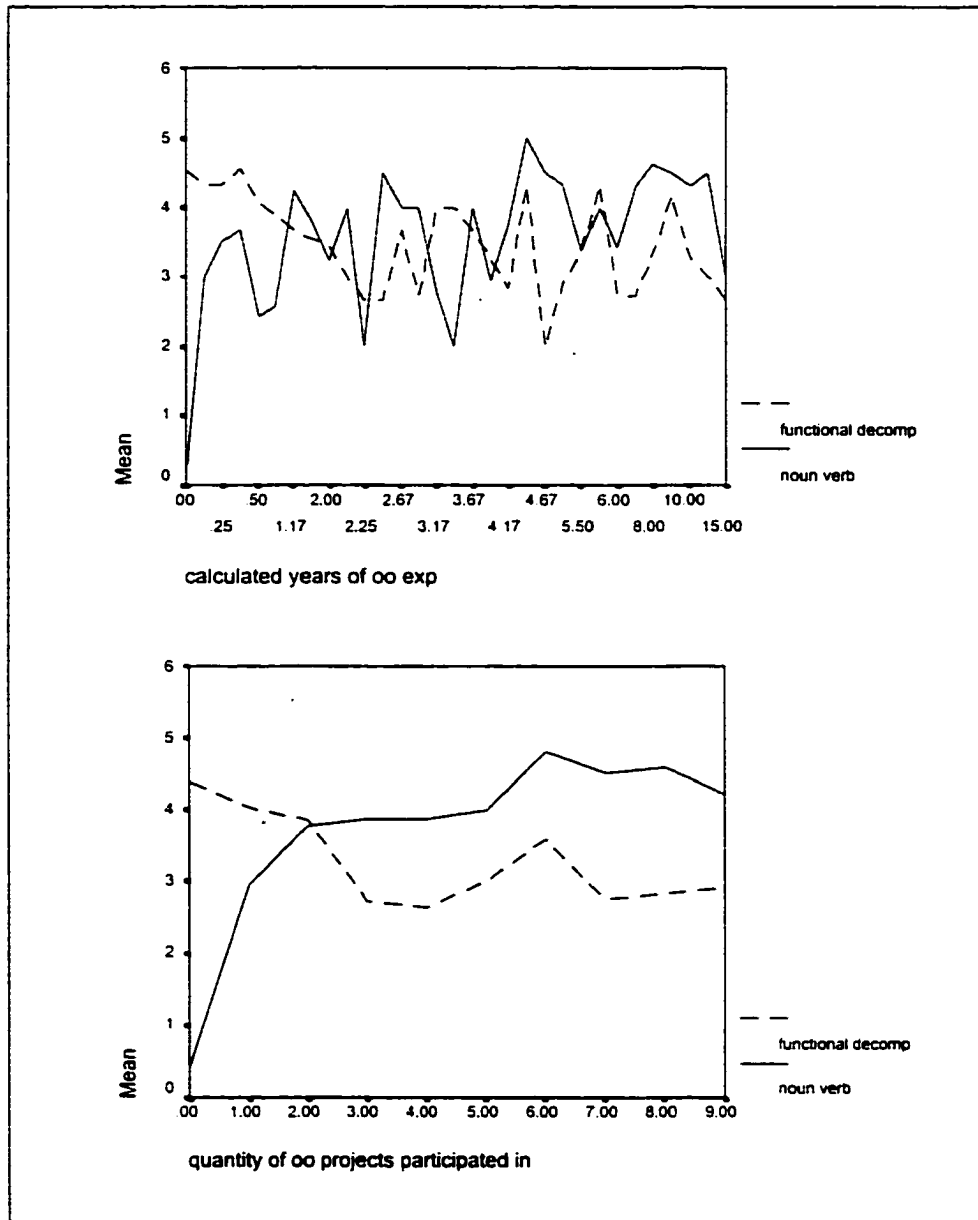 6
5
4
3
2
1
0
Mean
00 .50 2.00 2.67 3.67 4.67 6.00 10.00
.25 1.17 2.25 3.17 4.17 5.50 8.00 15.00
functional decomp
noun verb
calculated years of oo exp
6
5
4
3
2
1
0
Mean
.00 1.00 2.00 3.00 4.00 5.00 6.00 7.00 8.00 9.00
functional decomp
noun verb
quantity of oo projects participated in